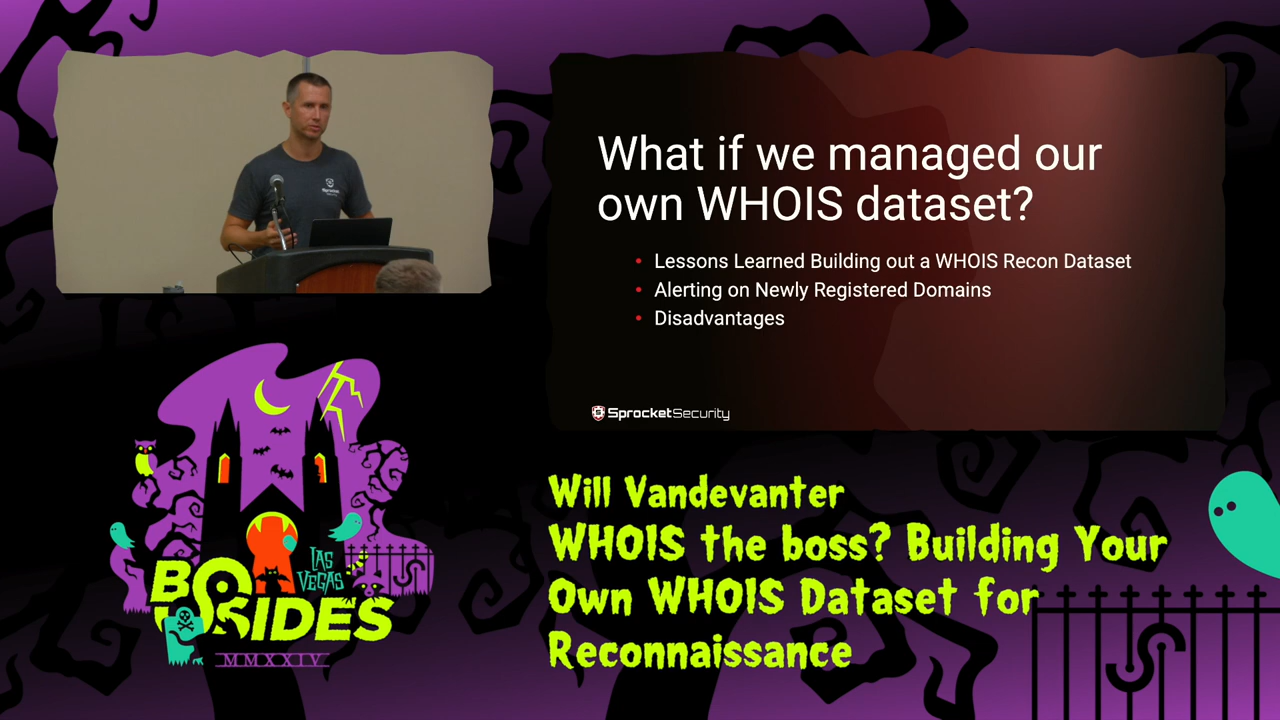 What if we managed our
own WHOIS dataset?
• Lessons Learned Building out a WHOIS Recon Dataset
• Alerting on Newly Registered Domains
• Disadvantages
SprocketSecurity
Sprocket
LAS
VEGAS
BSIDES
MMXXIV
Will Vandevanter
WHOIS the boss? Building Your
Own WHOIS Dataset for
Reconnaissance